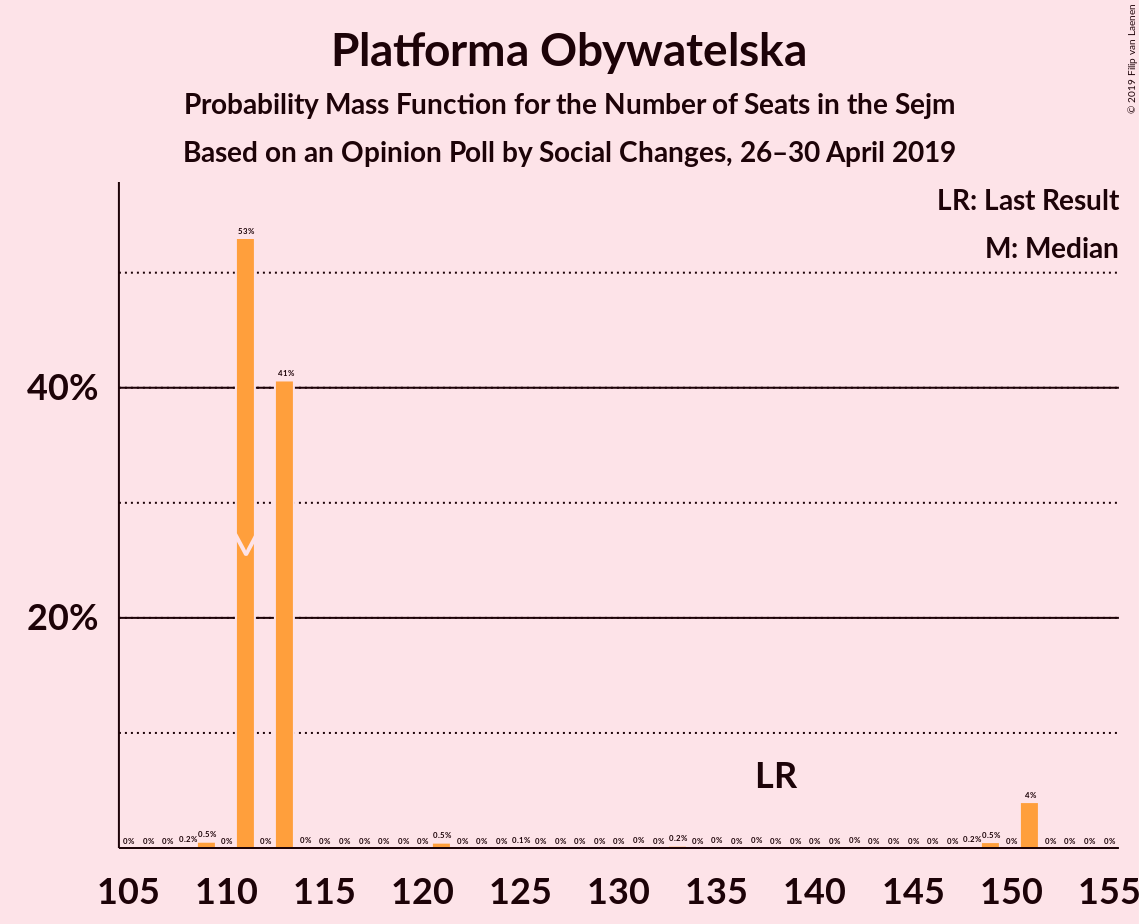 Platforma Obywatelska
Probability Mass Function for the Number of Seats in the Sejm
Based on an Opinion Poll by Social Changes, 26–30 April 2019
© 2019 Filip van Laenen
LR: Last Result
M: Median
53%
41%
40%
20%
LR
4%
0% 0% 0% 0.2% 0.5% 0% 0% 0% 0% 0% 0% 0% 0% 0% 0.5% 0% 0% 0% 0.1% 0% 0% 0% 0% 0% 0% 0% 0.2% 0% 0% 0% 0% 0% 0% 0% 0% 0% 0% 0% 0% 0% 0% 0.2% 0.5% 0% 0% 0% 0% 0%
105 110 115 120 125 130 135 140 145 150 155